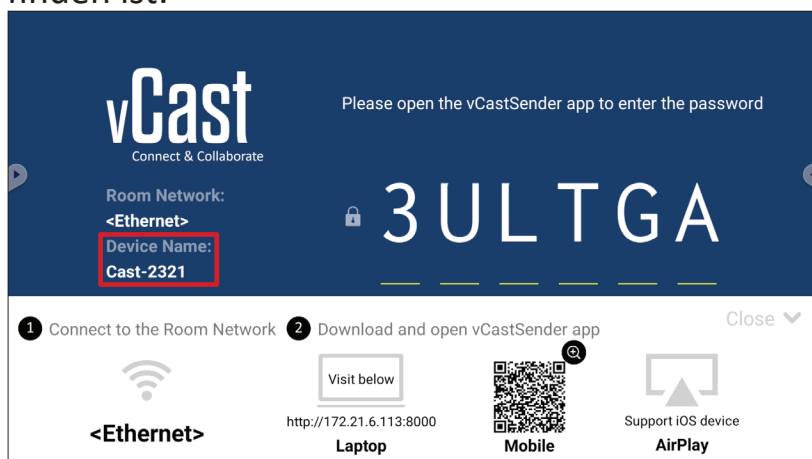 finden ist.
vCast
Connect & Collaborate
Please open the vCastSender app to enter the password
Room Network:
<Ethernet>
Device Name:
Cast-2321
3ULTGA
1 Connect to the Room Network
<Ethernet>
2 Download and open vCastSender app
Close
Visit below
http://172.21.6.113:8000
Laptop
Mobile
Support iOS device
AirPlay